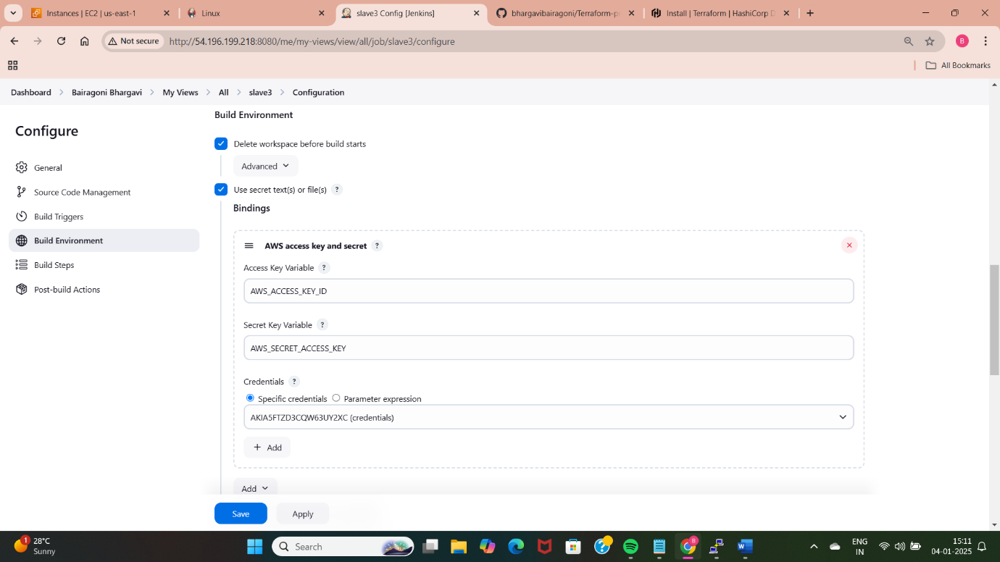 Instances | EC2 | us-east-1
Linux
slave3 Config [Jenkins]
bhargavibairagoni/Terraform-p
Install | Terraform | HashiCorp D
Not secure
http://54.196.199.218:8080/me/my-views/view/all/job/slave3/configure
B
All Bookmarks
Dashboard > Bairagoni Bhargavi > My Views > All > slave3 > Configuration
Configure
General
Source Code Management
Build Triggers
Build Environment
Build Steps
Post-build Actions
Build Environment
Delete workspace before build starts
Advanced
Use secret text(s) or file(s) ?
Bindings
AWS access key and secret ?
Access Key Variable ?
AWS_ACCESS_KEY_ID
Secret Key Variable ?
AWS_SECRET_ACCESS_KEY
Credentials ?
Specific credentials Parameter expression
AKIA5FTZD3CQW63UY2XC (credentials)
+ Add
Add
Save Apply
1
28°C
Sunny
Search
ENG
IN
15:11
04-01-2025